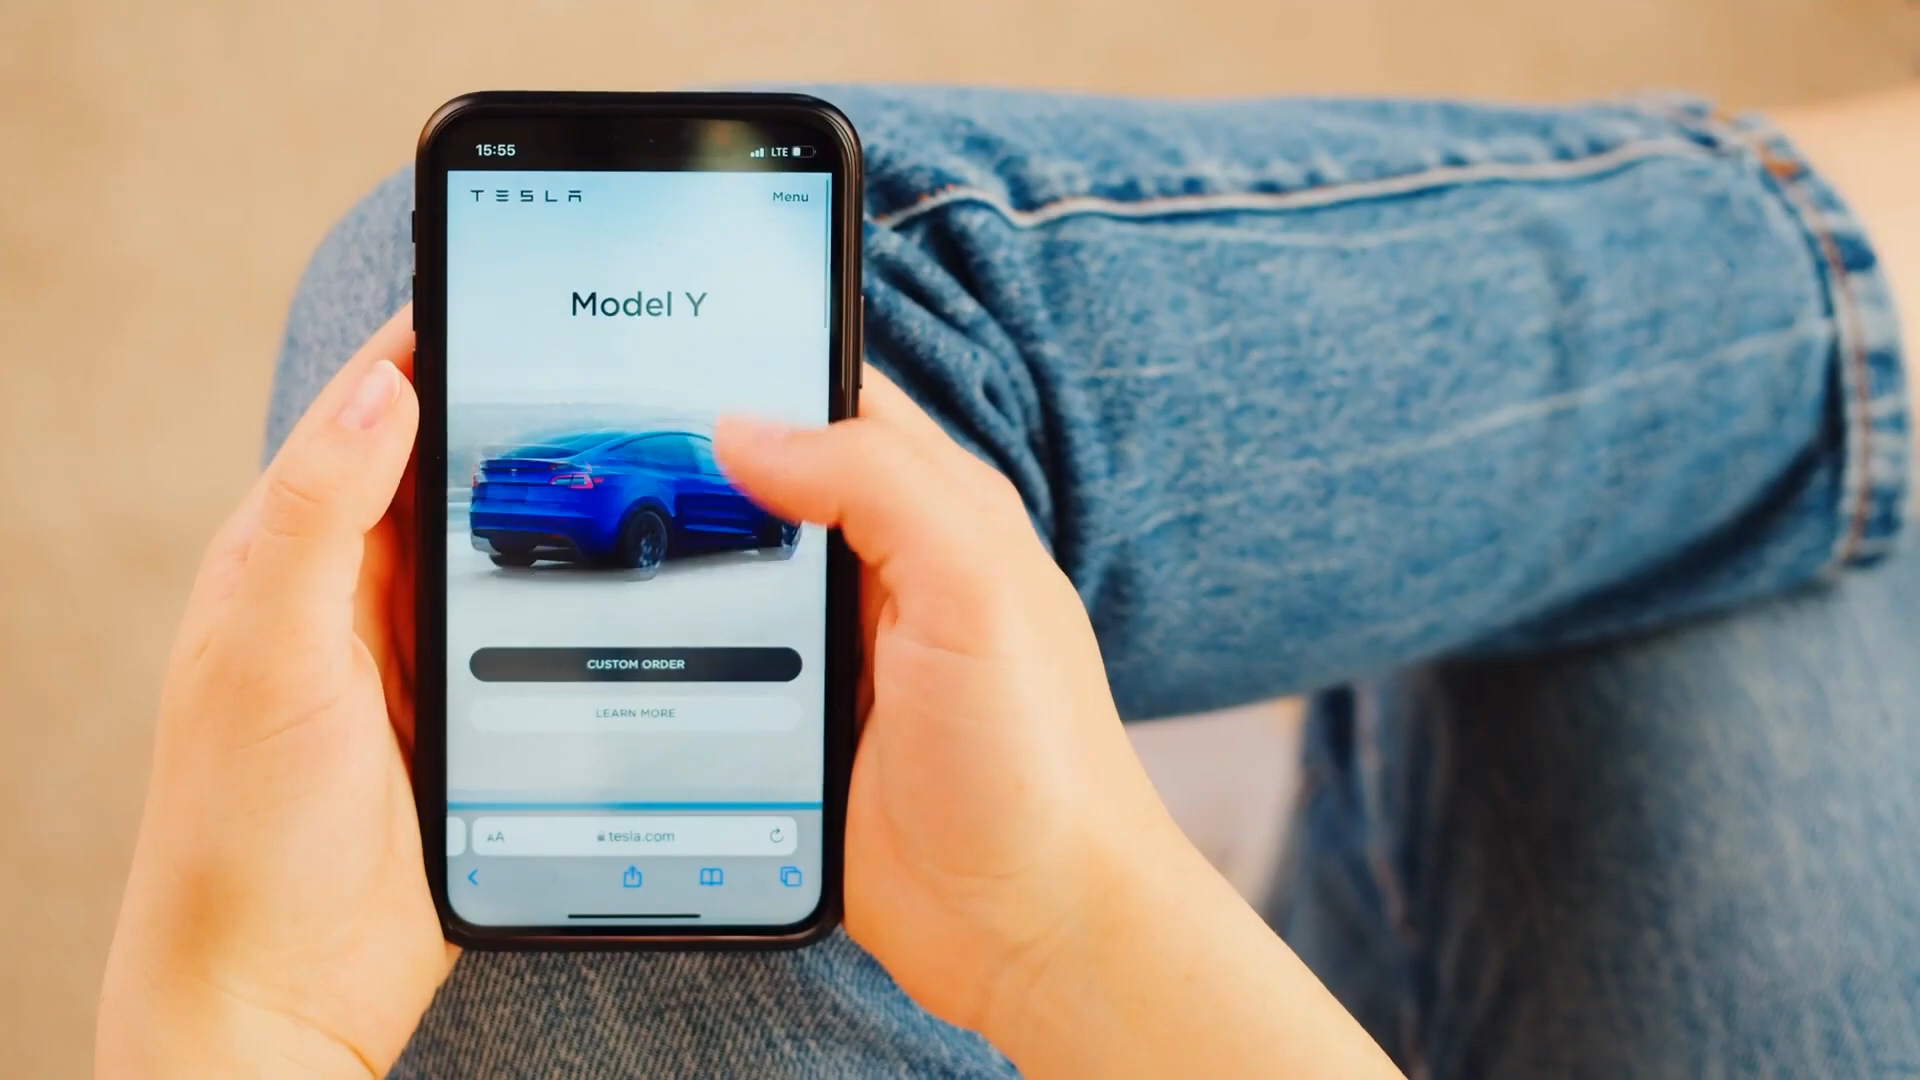 15:55
LTE
TESLA
Menu
Model Y
CUSTOM ORDER
LEARN MORE
AA
tesla.com